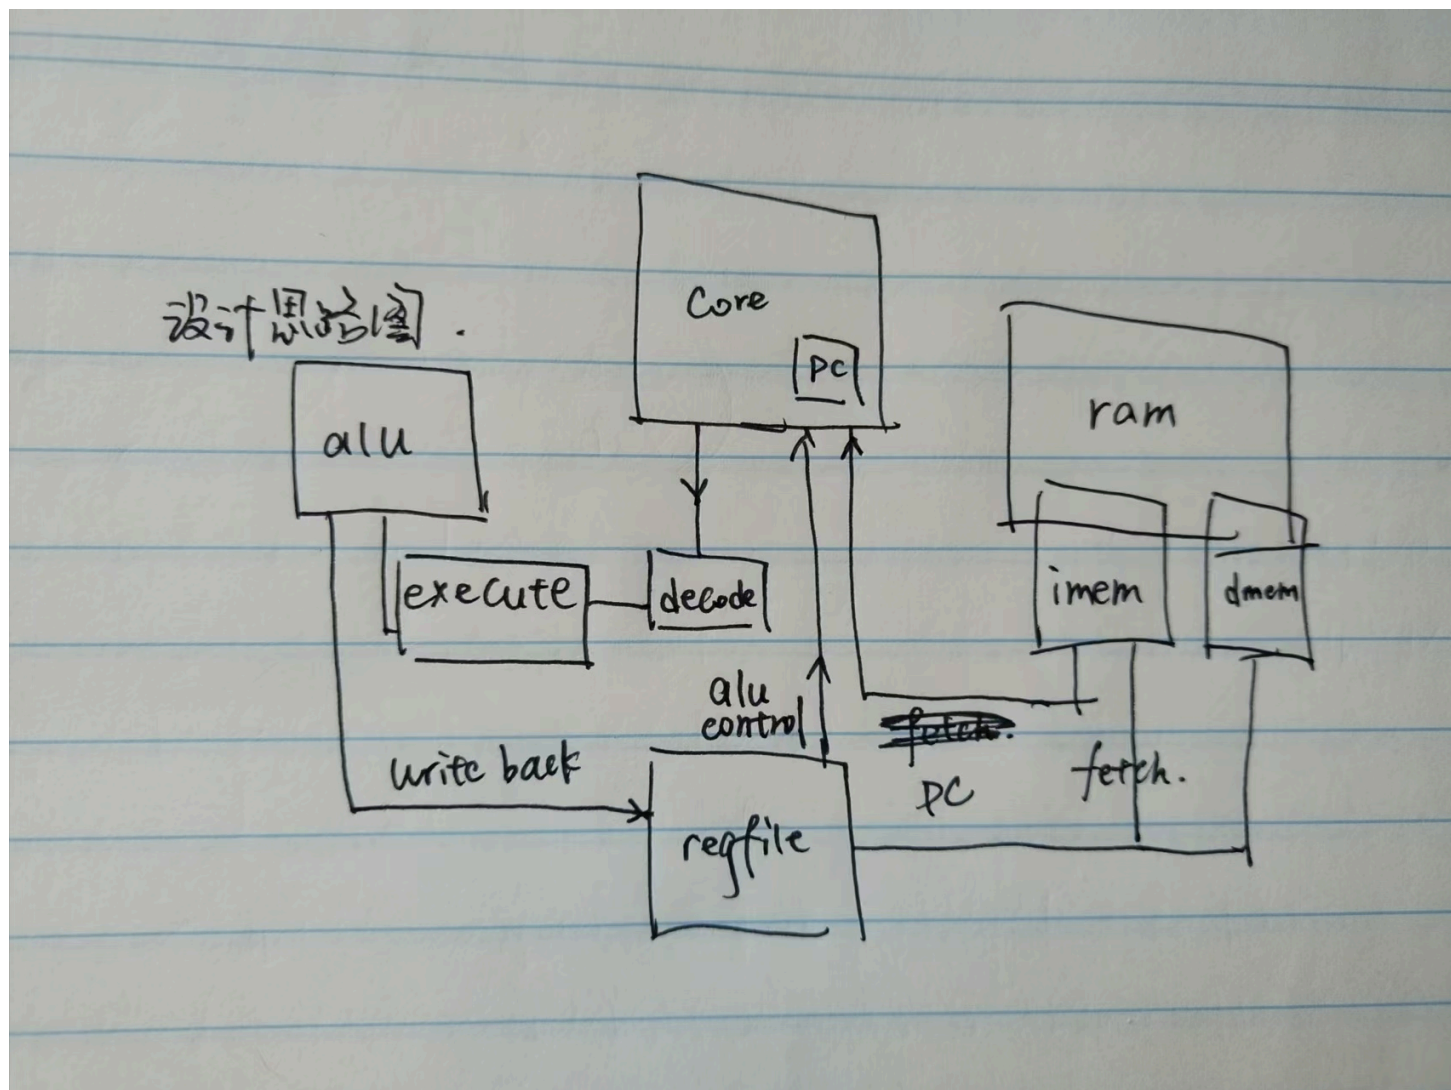 设计思路图.
core
pc
alu
ram
execute
decode
imem
dmem
alu
control
fetch.
PC
fetch.
write back
regfile